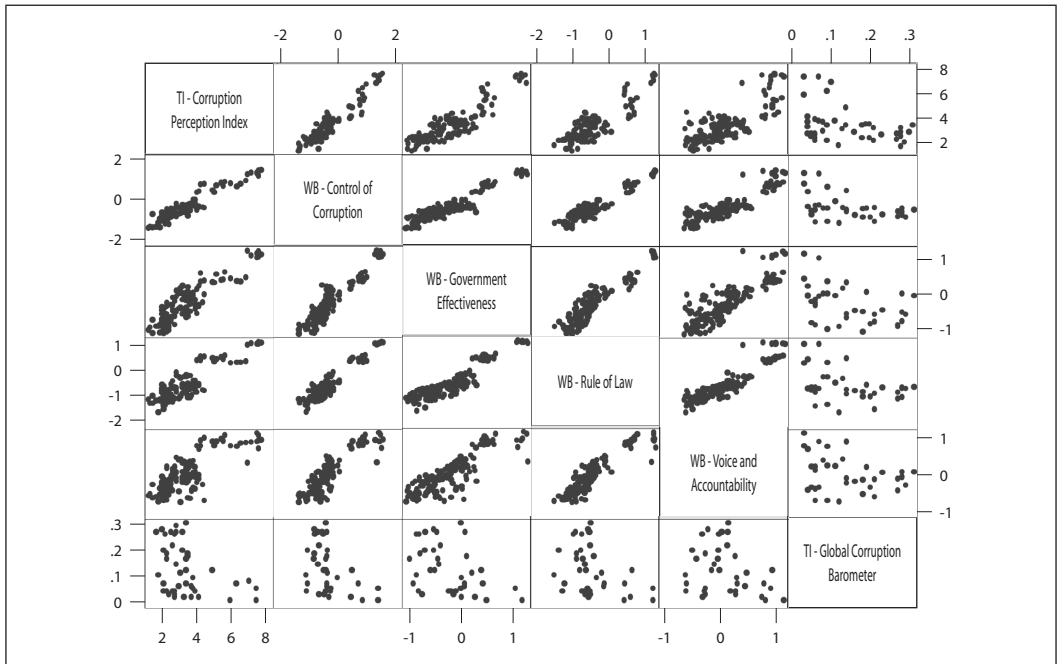 -2 0 2 -2 -1 0 1 0 .1 .2 .3
TI - Corruption
Perception Index
8
6
4
2
2
0
-2
WB - Control of
Corruption
WB - Government
Effectiveness
1
0
-1
1
0
-1
-2
WB - Rule of Law
WB - Voice and
Accountability
1
0
-1
.3
.2
.1
0
TI - Global Corruption
Barometer
2 4 6 8 -1 0 1 -1 0 1